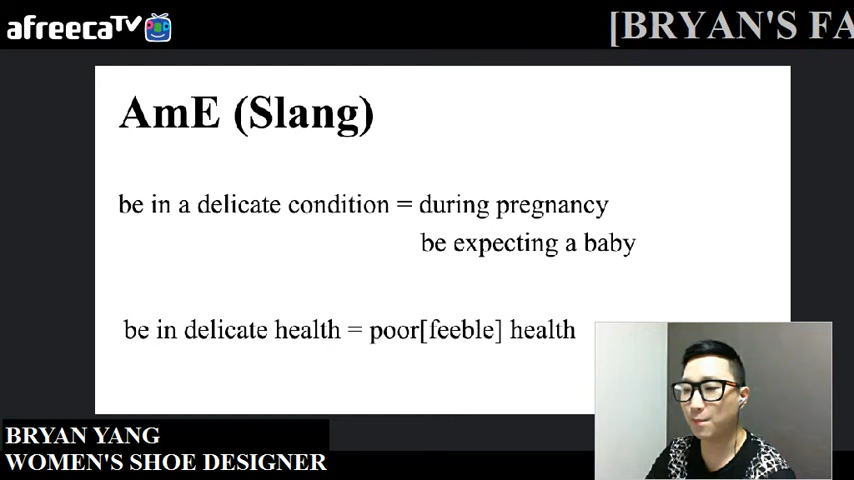 afreecaTV
[BRYAN'S FA
AmE (Slang)
be in a delicate condition = during pregnancy
be expecting a baby
be in delicate health = poor[feeble] health
BRYAN YANG
WOMEN'S SHOE DESIGNER